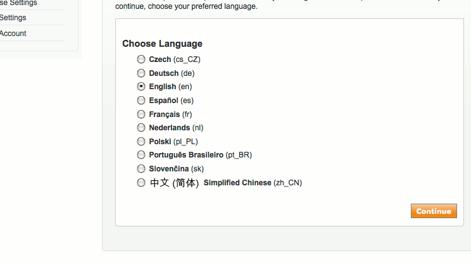 se Settings
Settings
Account
continue, choose your preferred language.
Choose Language
Czech (cs_CZ)
Deutsch (de)
English (en)
Español (es)
Français (fr)
Nederlands (nl)
Polski (pl_PL)
Português Brasileiro (pt_BR)
Slovenčina (sk)
中文 (简体) Simplified Chinese (zh_CN)
Continue